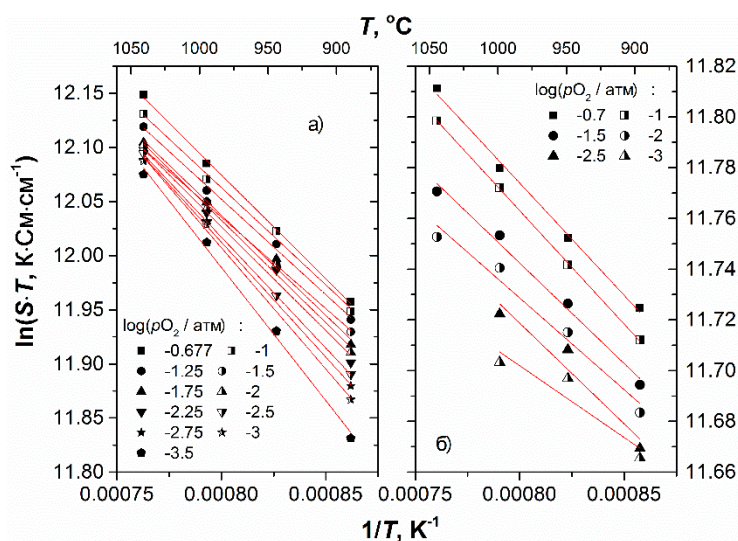 T, °C
1050 1000 950 900 1050 1000 950 900
ln(S·T, К·См·см⁻¹)
12.15
12.10
12.05
12.00
11.95
11.90
11.85
11.80
а)
log(pO₂ / атм) :
-0.677 -1
-1.25 -1.5
-1.75 -2
-2.25 -2.5
-2.75 -3
-3.5
log(pO₂ / атм) :
-0.7 -1
-1.5 -2
-2.5 -3
б)
11.82
11.80
11.78
11.76
11.74
11.72
11.70
11.68
11.66
0.00075 0.00080 0.00085 0.00075 0.00080 0.00085
1/T, K⁻¹